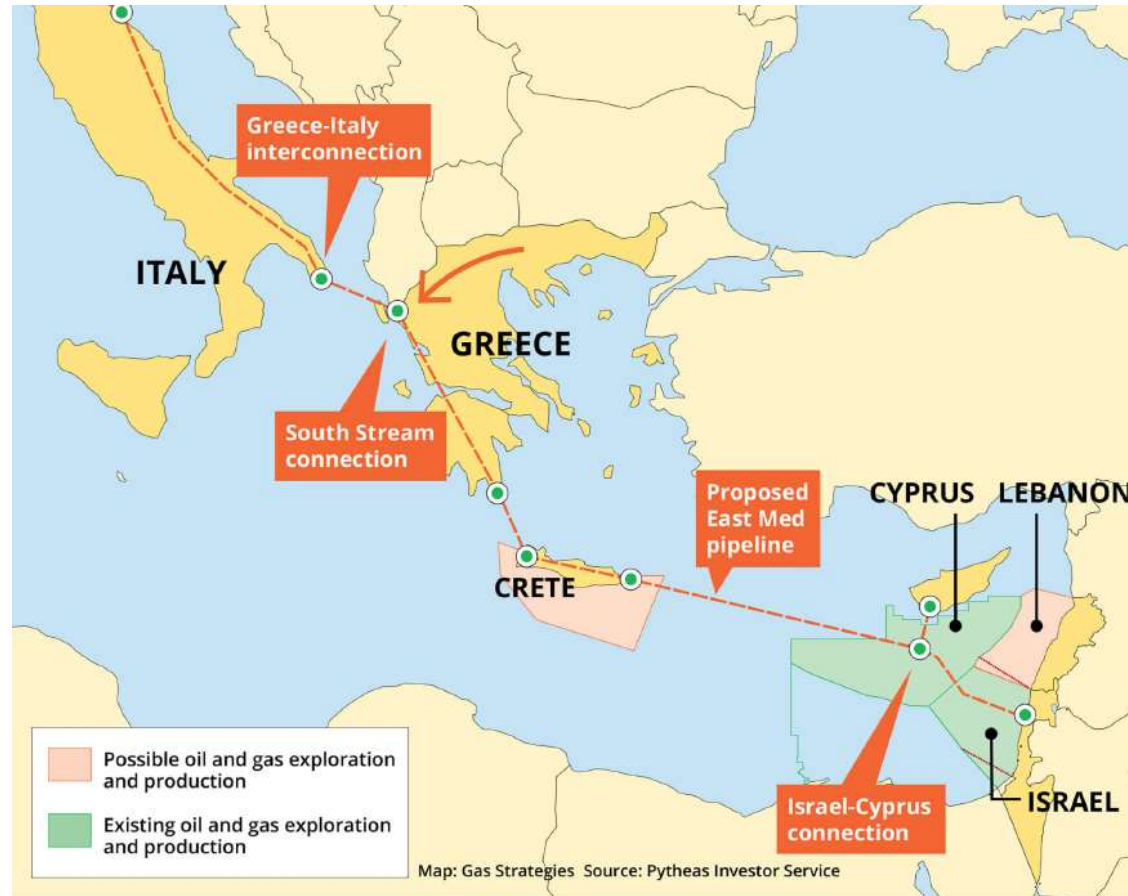 Greece-Italy
interconnection
ITALY
GREECE
South Stream
connection
Proposed
East Med
pipeline
CYPRUS
LEBANON
CRETE
Possible oil and gas exploration
and production
Existing oil and gas exploration
and production
Israel-Cyprus
connection
ISRAEL
Map: Gas Strategies Source: Pytheas Investor Service